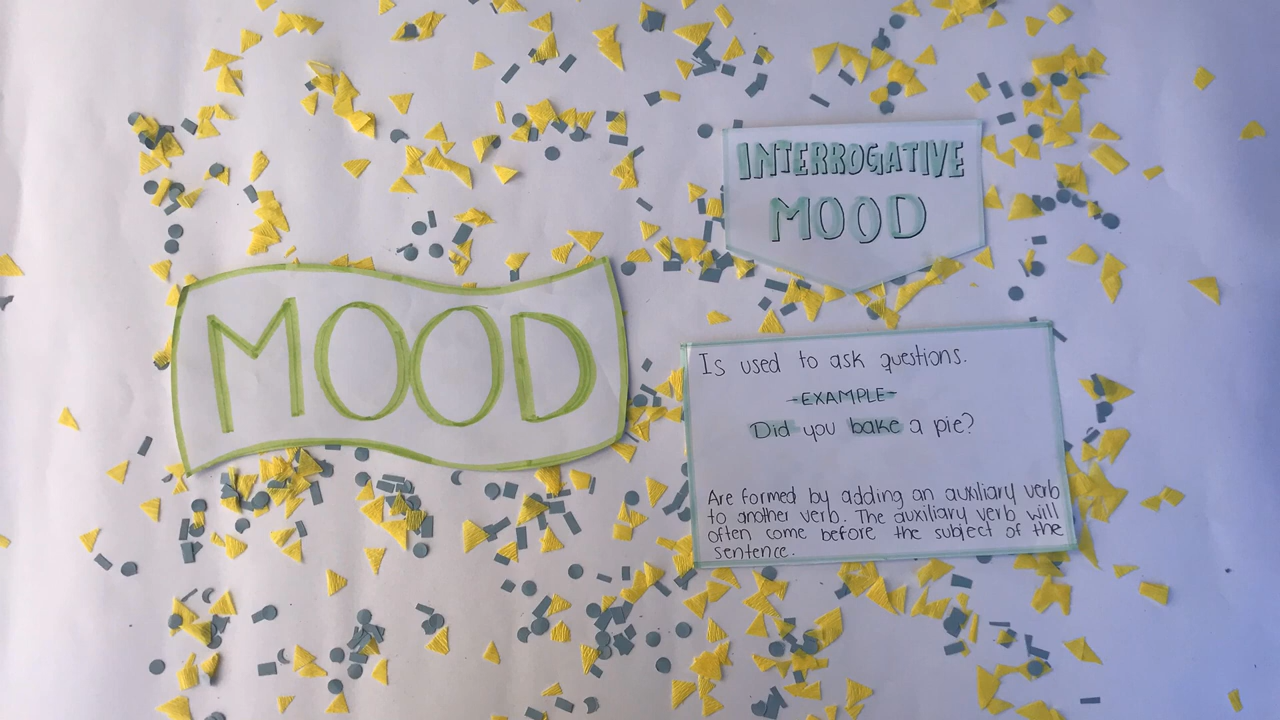 MOOD
INTERROGATIVE
MOOD
Is used to ask questions.
-EXAMPLE-
Did you bake a pie?
Are formed by adding an auxiliary verb
to another verb. The auxiliary verb will
often come before the subject of the
sentence.